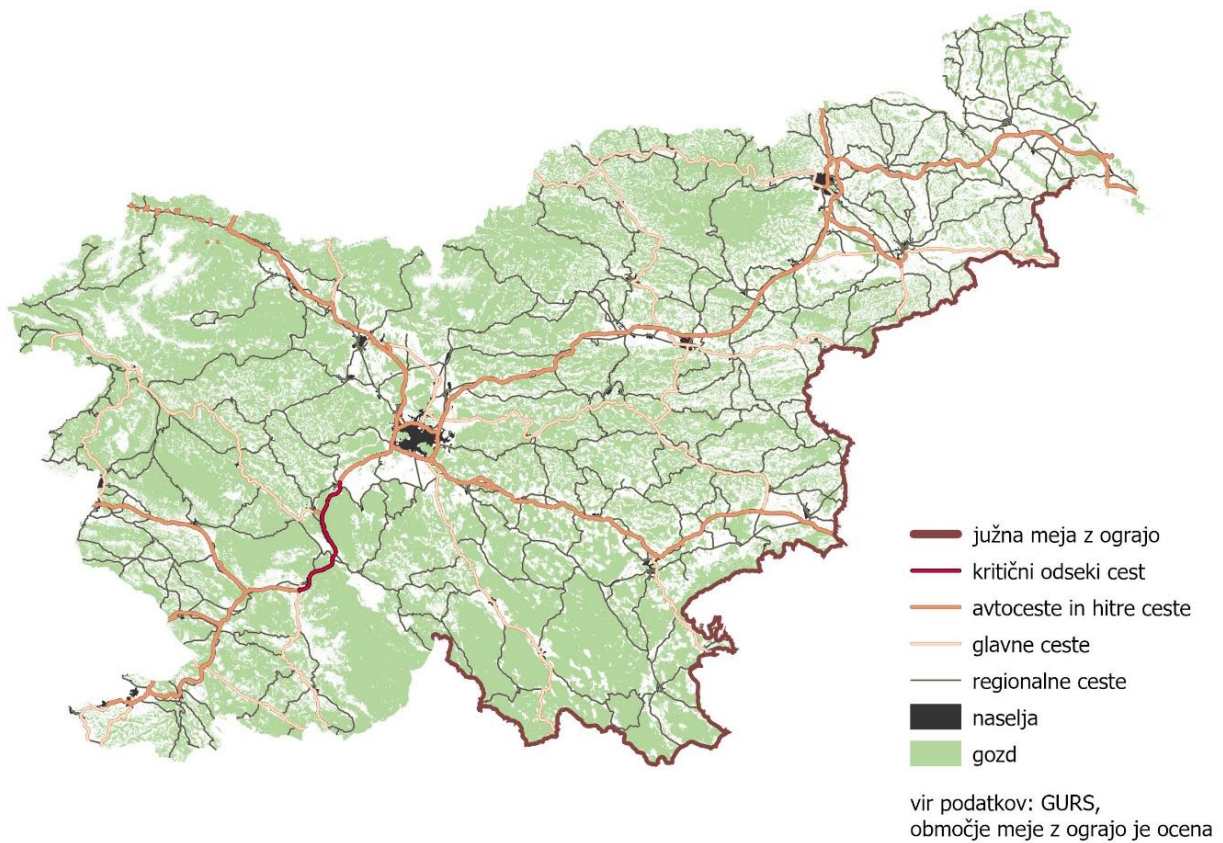 južna meja z ograjo
kritični odseki cest
avtoceste in hitre ceste
glavne ceste
regionalne ceste
naselja
gozd
vir podatkov: GURS,
območje meje z ograjo je ocena